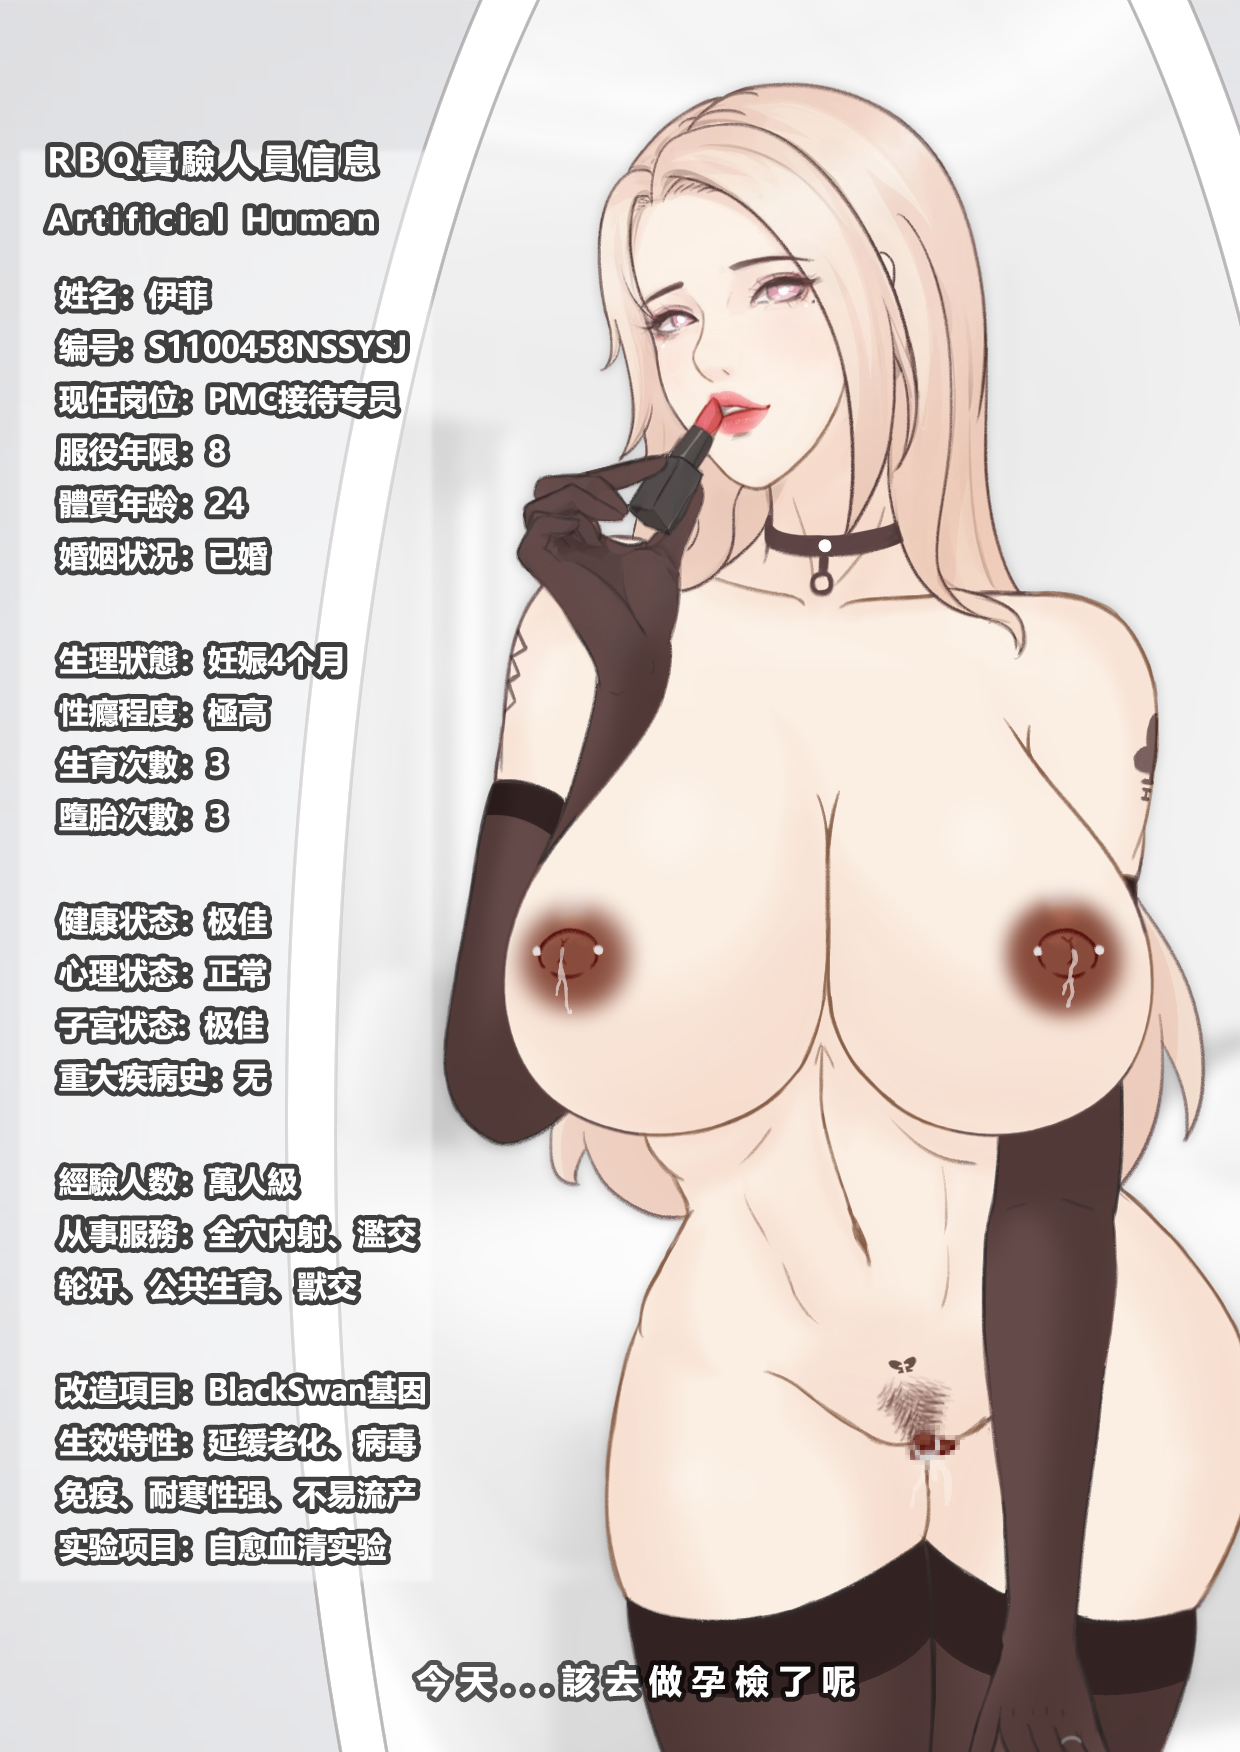 RBQ實驗人員信息
Artificial Human
姓名：伊菲
编号：S1100458NSSYSJ
现任岗位：PMC接待专员
服役年限：8
體質年龄：24
婚姻状况：已婚
生理狀態：妊娠4个月
性癮程度：極高
生育次數：3
墮胎次數：3
健康状态：极佳
心理状态：正常
子宮状态：极佳
重大疾病史：无
經驗人数：萬人級
从事服務：全穴內射、濫交
轮奸、公共生育、獸交
改造項目：BlackSwan基因
生效特性：延缓老化、病毒
免疫、耐寒性强、不易流产
实验项目：自愈血清实验
今天...該去做孕檢了呢